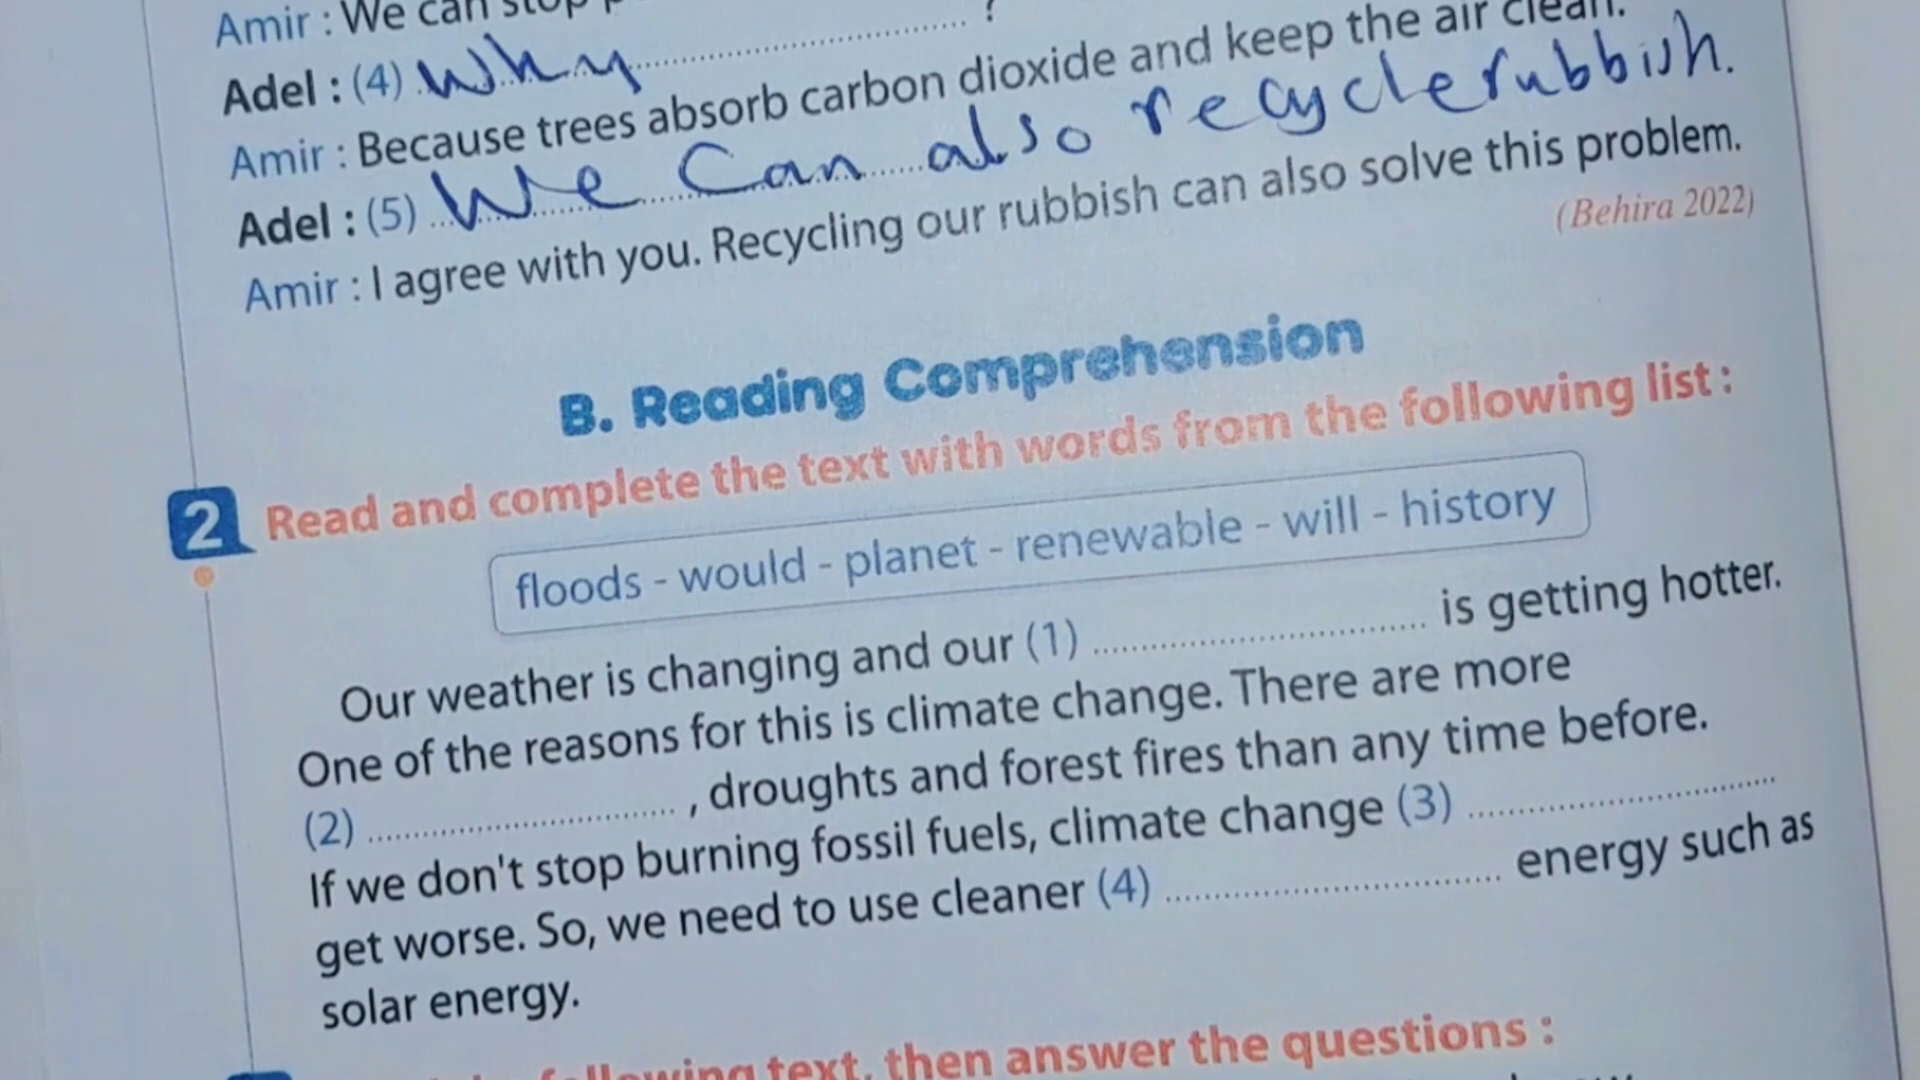 Amir : We can stop
Adel : (4) Why ?
Amir : Because trees absorb carbon dioxide and keep the air clean.
Adel : (5) We Can also recycle rubbish.
Amir : I agree with you. Recycling our rubbish can also solve this problem.
(Behira 2022)
B. Reading Comprehension
2 Read and complete the text with words from the following list :
floods - would - planet - renewable - will - history
Our weather is changing and our (1) ........ is getting hotter.
One of the reasons for this is climate change. There are more
(2) ........ , droughts and forest fires than any time before.
If we don't stop burning fossil fuels, climate change (3) ........
get worse. So, we need to use cleaner (4) ........ energy such as
solar energy.
following text, then answer the questions :